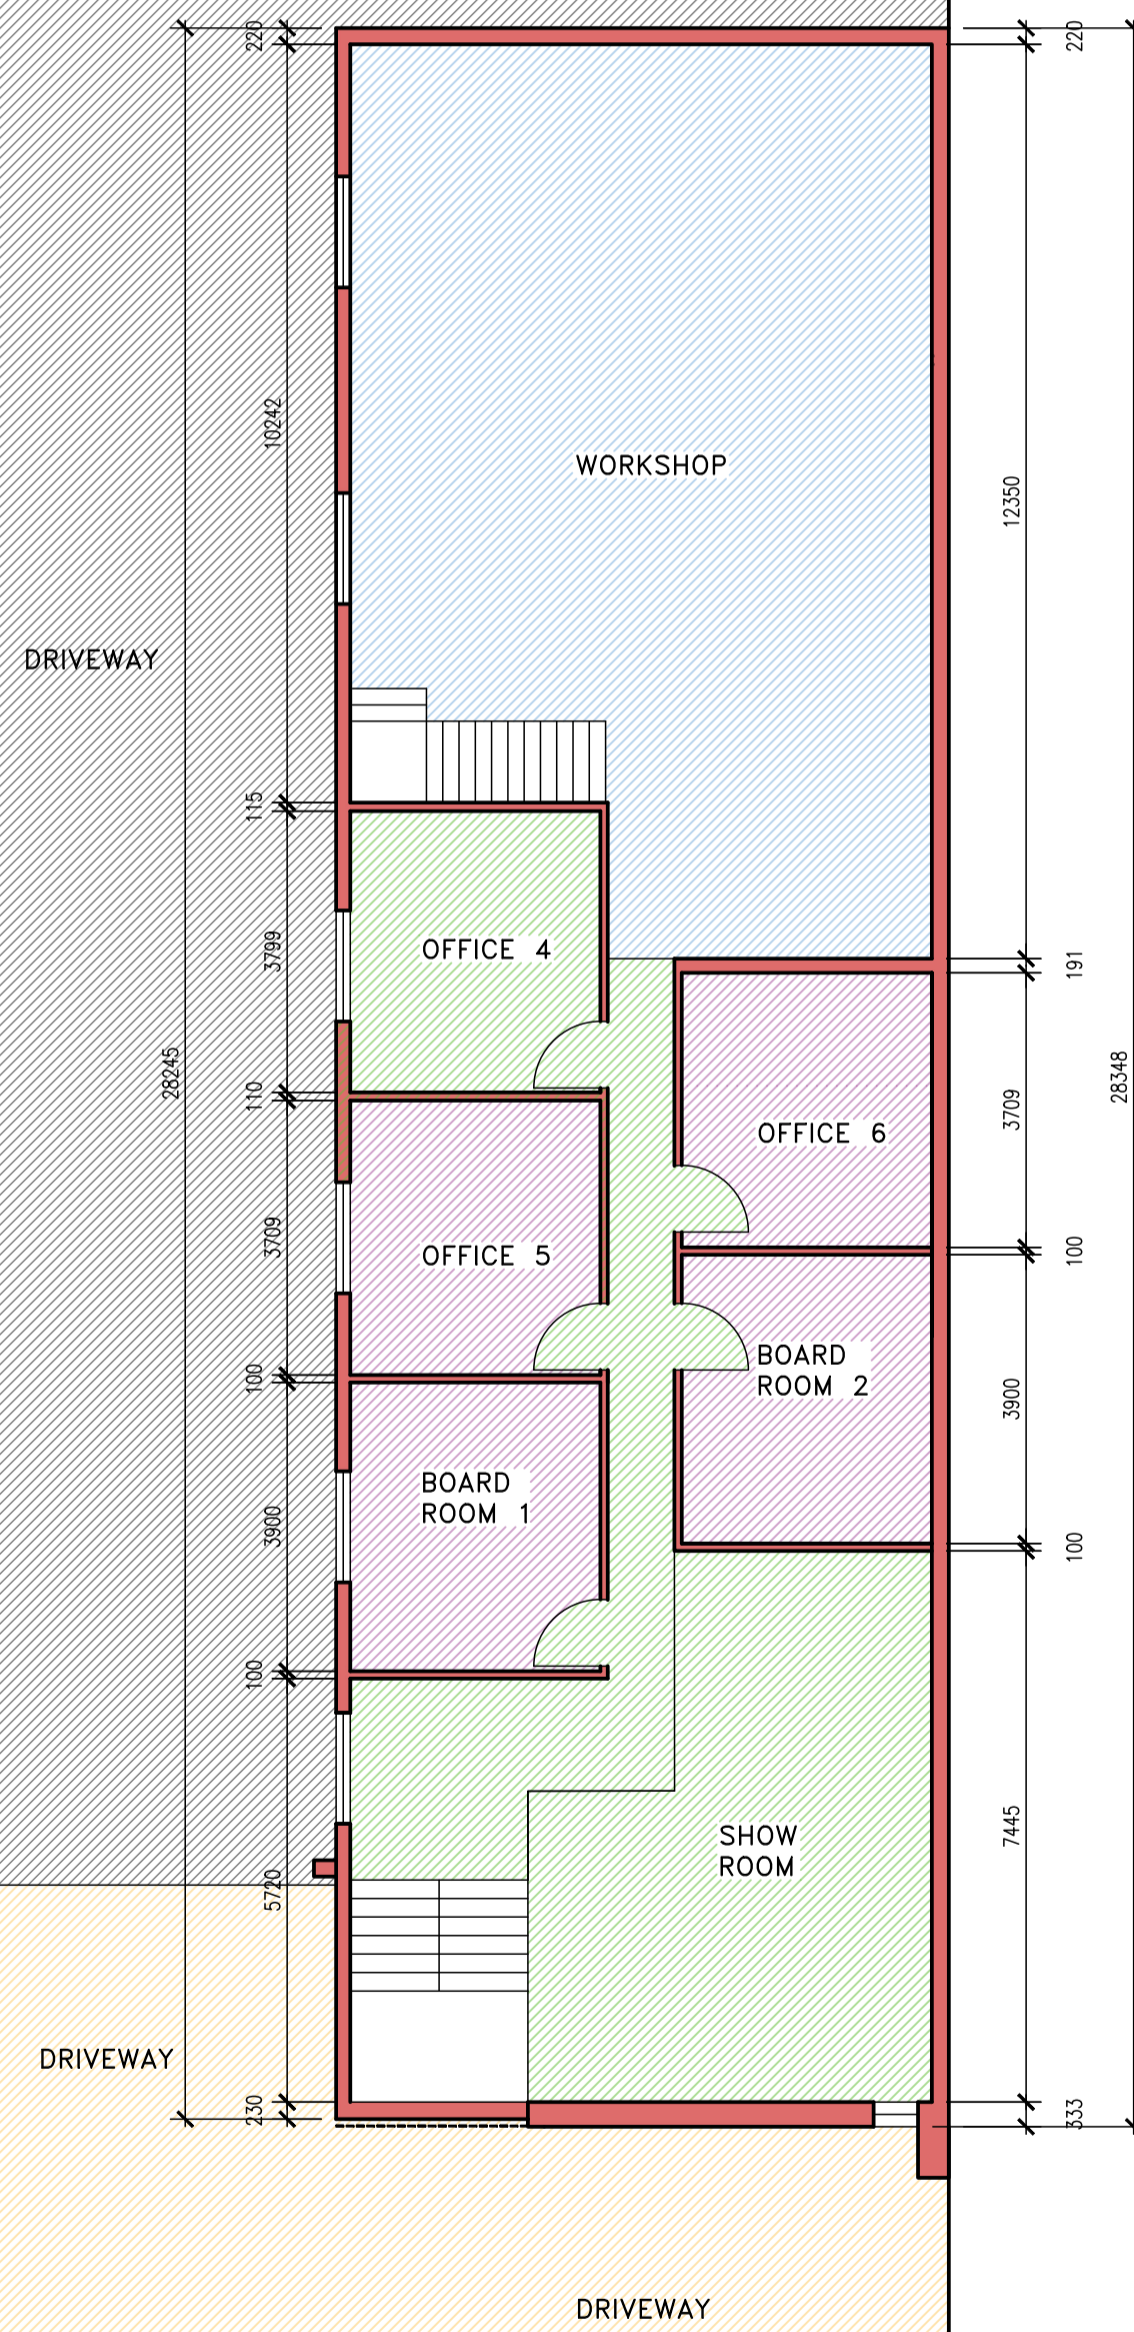 220
220
10242
WORKSHOP
12350
DRIVEWAY
115
OFFICE 4
3799
191
28245
28348
110
3709
OFFICE 6
3709
OFFICE 5
100
BOARD
ROOM 2
100
3900
BOARD
ROOM 1
3900
100
100
7445
SHOW
ROOM
5720
DRIVEWAY
230
333
DRIVEWAY